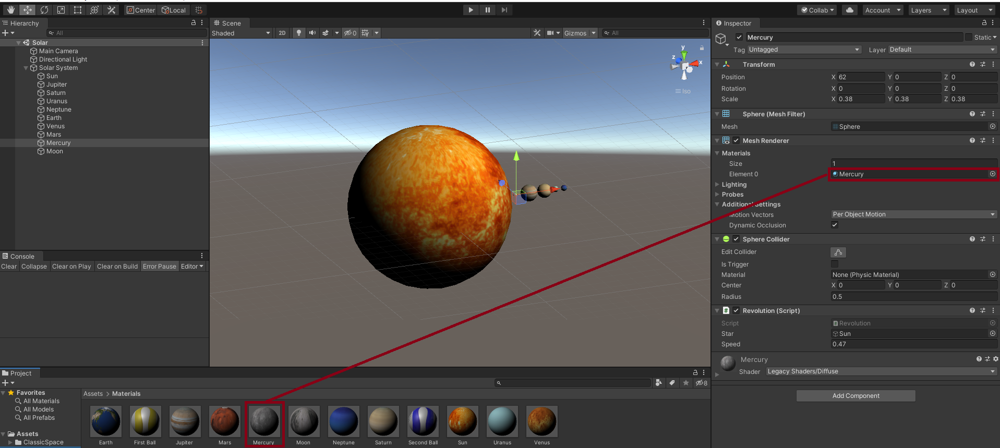 Center Local
Collab Account Layers Layout
Hierarchy
All
Solar
Main Camera
Directional Light
Solar System
Sun
Jupiter
Saturn
Uranus
Neptune
Earth
Venus
Mars
Mercury
Moon
Console
Clear Collapse Clear on Play Clear on Build Error Pause Editor
Scene
Shaded 2D 0 Gizmos All
y
z
x
Iso
Inspector
Mercury Static
Tag Untagged Layer Default
Transform
Position X 62 Y 0 Z 0
Rotation X 0 Y 0 Z 0
Scale X 0.38 Y 0.38 Z 0.38
Sphere (Mesh Filter)
Mesh Sphere
Mesh Renderer
Materials
Size 1
Element 0 Mercury
Lighting
Probes
Additional Settings
Motion Vectors Per Object Motion
Dynamic Occlusion
Sphere Collider
Edit Collider
Is Trigger
Material None (Physic Material)
Center X 0 Y 0 Z 0
Radius 0.5
# Revolution (Script)
Script Revolution
Star Sun
Speed 0.47
Mercury
Shader Legacy Shaders/Diffuse
Add Component
Project
8
Favorites
All Materials
All Models
All Prefabs
Assets
ClassicSpace
Assets > Materials
Earth First Ball Jupiter Mars Mercury Moon Neptune Saturn Second Ball Sun Uranus Venus